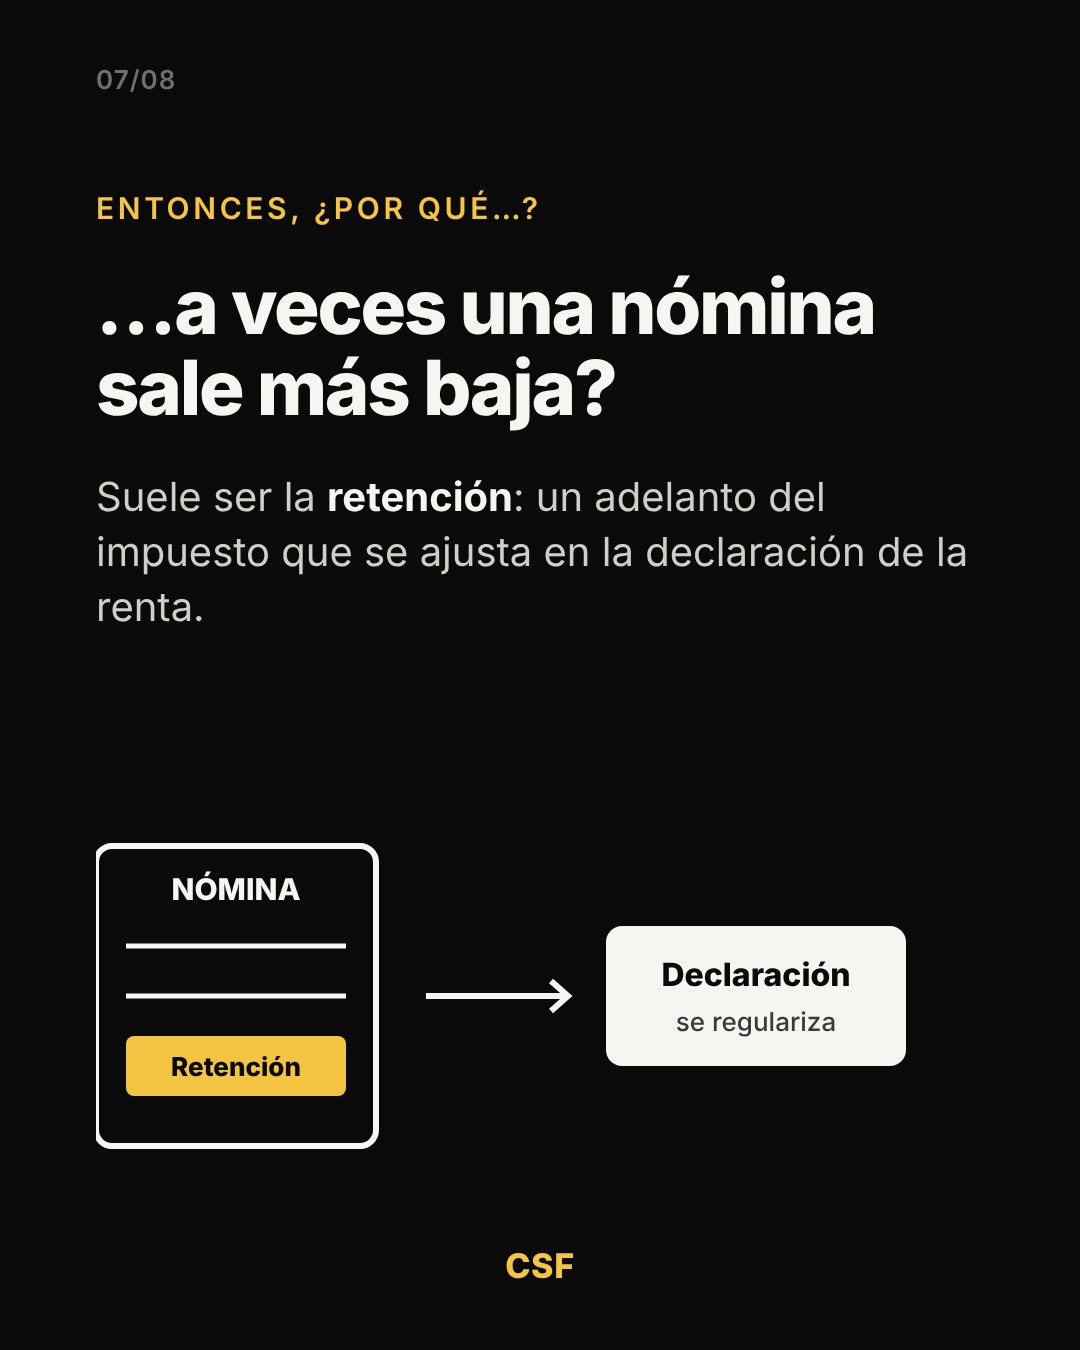 07/08
ENTONCES, ¿POR QUÉ…?
…a veces una nómina
sale más baja?
Suele ser la retención: un adelanto del
impuesto que se ajusta en la declaración de la
renta.
NÓMINA
Retención
Declaración
se regulariza
CSF